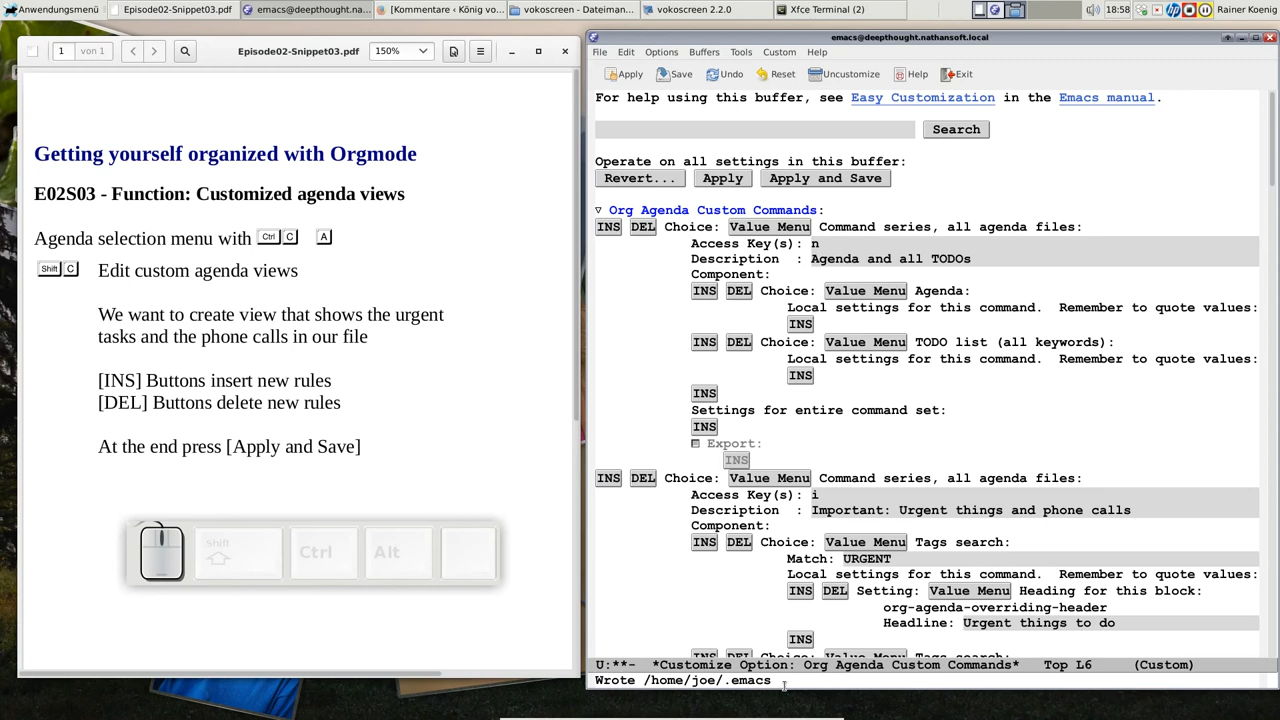 Anwendungsmenü
Episode02-Snippet03.pdf
emacs@deepthought.na...
[Kommentare ‹ König vo...
vokoscreen - Dateiman...
vokoscreen 2.2.0
Xfce Terminal (2)
18:58
Rainer Koenig
1 von 1
Episode02-Snippet03.pdf
150%
Getting yourself organized with Orgmode
E02S03 - Function: Customized agenda views
Agenda selection menu with Ctrl C A
Shift C Edit custom agenda views
We want to create view that shows the urgent
tasks and the phone calls in our file
[INS] Buttons insert new rules
[DEL] Buttons delete new rules
At the end press [Apply and Save]
Shift Ctrl Alt
emacs@deepthought.nathansoft.local
File Edit Options Buffers Tools Custom Help
Apply Save Undo Reset Uncustomize Help Exit
For help using this buffer, see Easy Customization in the Emacs manual.
Search
Operate on all settings in this buffer:
Revert... Apply Apply and Save
Org Agenda Custom Commands:
INS DEL Choice: Value Menu Command series, all agenda files:
Access Key(s): n
Description : Agenda and all TODOs
Component:
INS DEL Choice: Value Menu Agenda:
Local settings for this command. Remember to quote values:
INS
INS DEL Choice: Value Menu TODO list (all keywords):
Local settings for this command. Remember to quote values:
INS
INS
Settings for entire command set:
INS
Export:
INS
INS DEL Choice: Value Menu Command series, all agenda files:
Access Key(s): i
Description : Important: Urgent things and phone calls
Component:
INS DEL Choice: Value Menu Tags search:
Match: URGENT
Local settings for this command. Remember to quote values:
INS DEL Setting: Value Menu Heading for this block:
org-agenda-overriding-header
Headline: Urgent things to do
INS
INS DEL Choice: Value Menu Tags search:
U:**- *Customize Option: Org Agenda Custom Commands* Top L6 (Custom)
Wrote /home/joe/.emacs